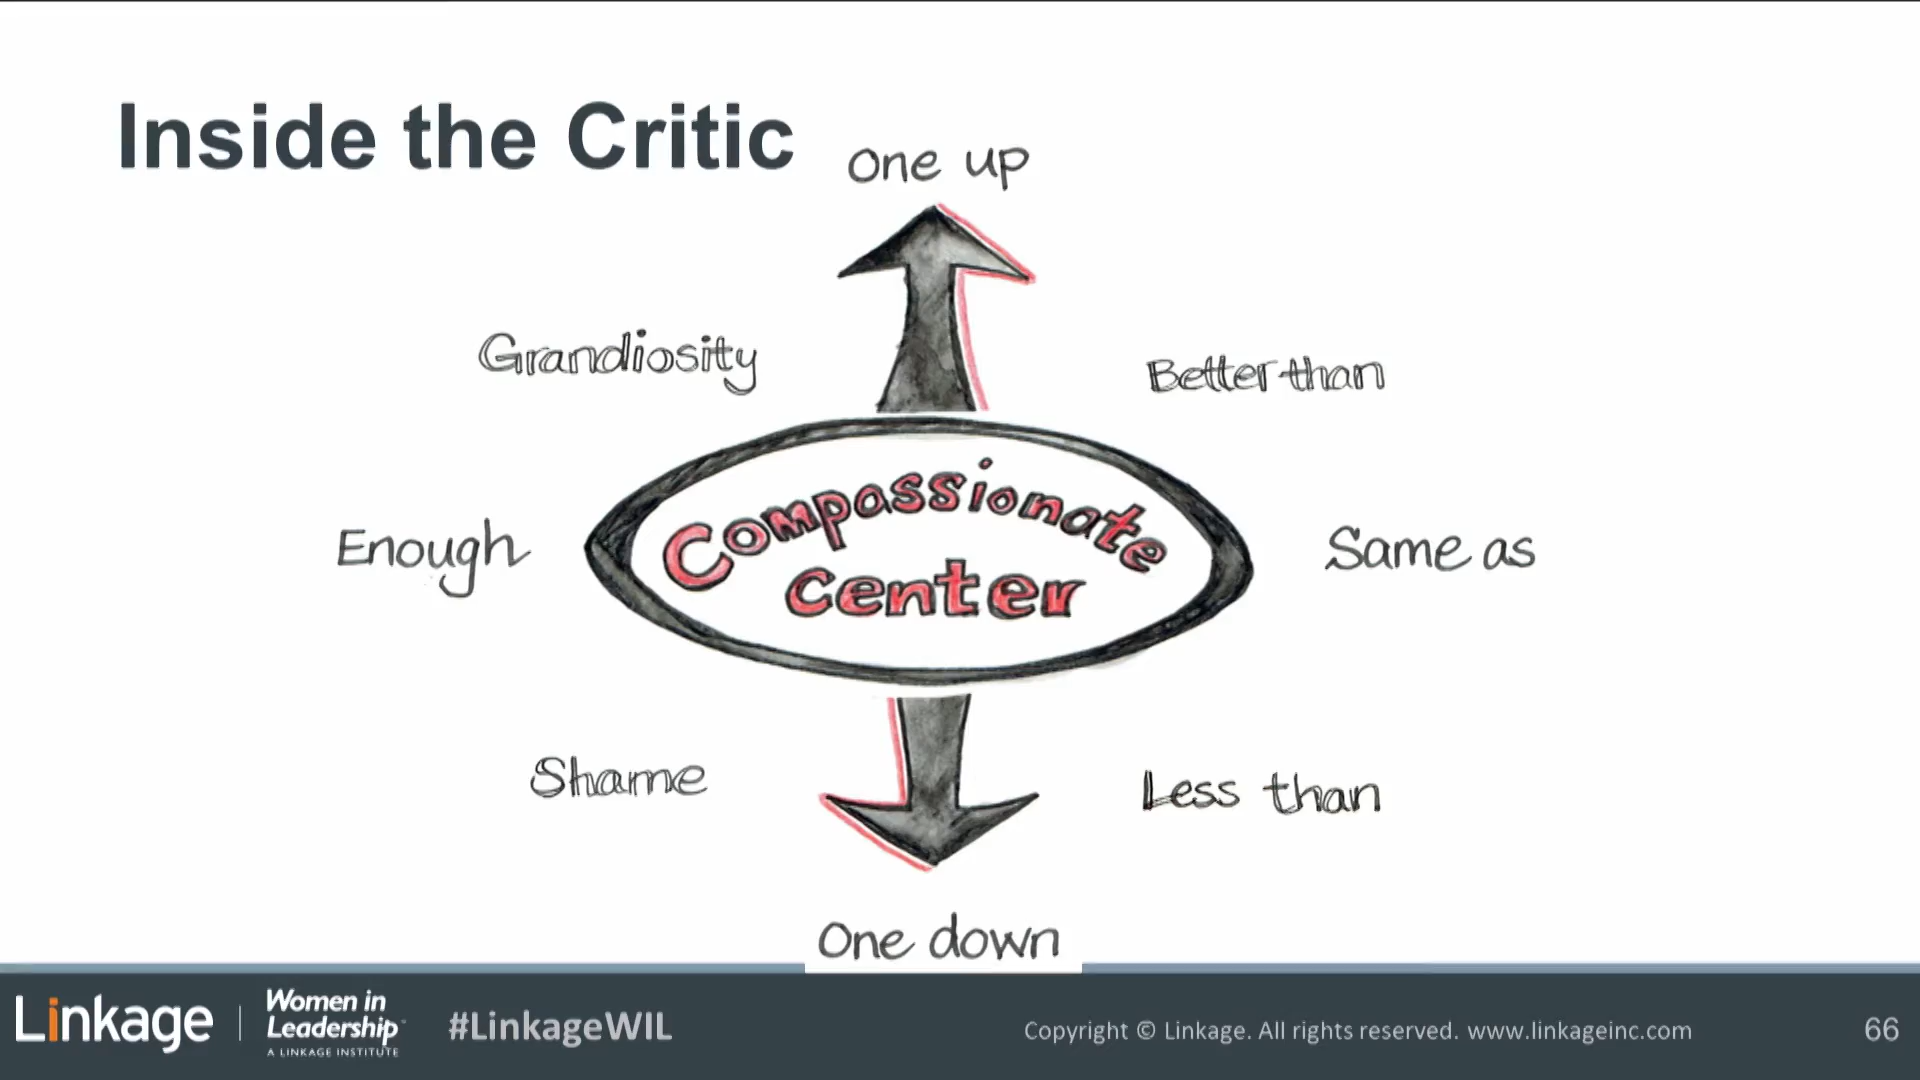 Inside the Critic
One up
Grandiosity
Better than
Compassionate
Center
Enough
Same as
Shame
Less than
One down
Linkage
Women in
Leadership
A LINKAGE INSTITUTE
#LinkageWIL
Copyright © Linkage. All rights reserved. www.linkageinc.com
66